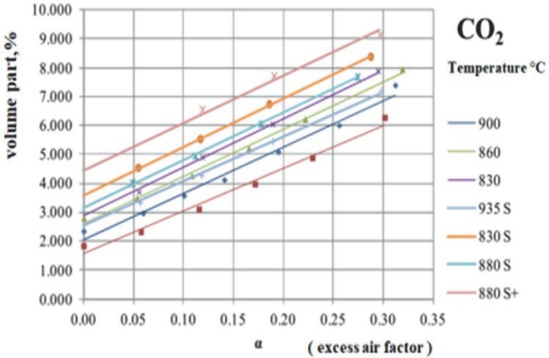 CO2
Temperature °C
volume part,%
10.000
9.000
8.000
7.000
6.000
5.000
4.000
3.000
2.000
1.000
0.000
0.00 0.05 0.10 0.15 0.20 0.25 0.30 0.35
α ( excess air factor )
900
860
830
935 S
830 S
880 S
880 S+